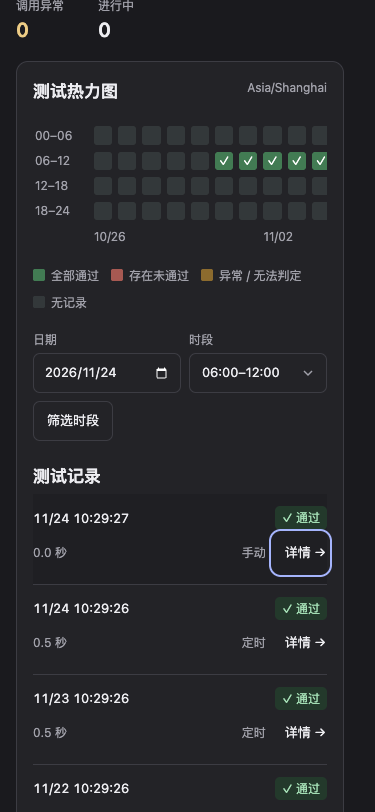 调用异常 进行中
0 0
测试热力图 Asia/Shanghai
00–06
06–12 ✓ ✓ ✓ ✓ ✓
12–18
18–24
10/26 11/02
全部通过 存在未通过 异常 / 无法判定
无记录
日期 时段
2026/11/24 06:00–12:00
筛选时段
测试记录
11/24 10:29:27 ✓ 通过
0.0 秒 手动 详情 →
11/24 10:29:26 ✓ 通过
0.5 秒 定时 详情 →
11/23 10:29:26 ✓ 通过
0.5 秒 定时 详情 →
11/22 10:29:26 ✓ 通过